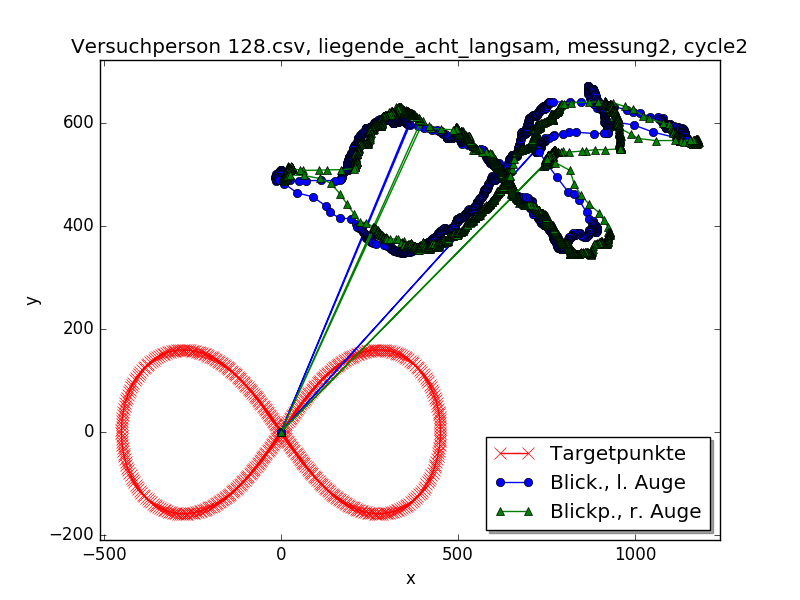 Versuchperson 128.csv, liegende_acht_langsam, messung2, cycle2
y
600
400
200
0
−200
−500
0
500
1000
x
Targetpunkte
Blick., l. Auge
Blickp., r. Auge